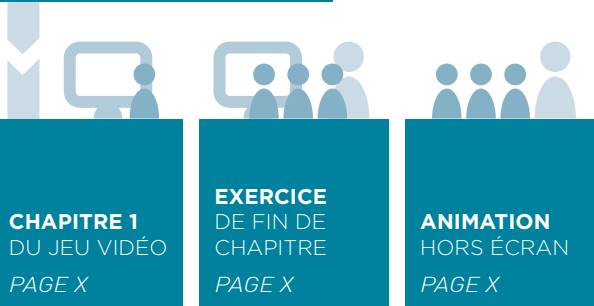 CHAPITRE 1
DU JEU VIDÉO
PAGE X
EXERCICE
DE FIN DE
CHAPITRE
PAGE X
ANIMATION
HORS ÉCRAN
PAGE X